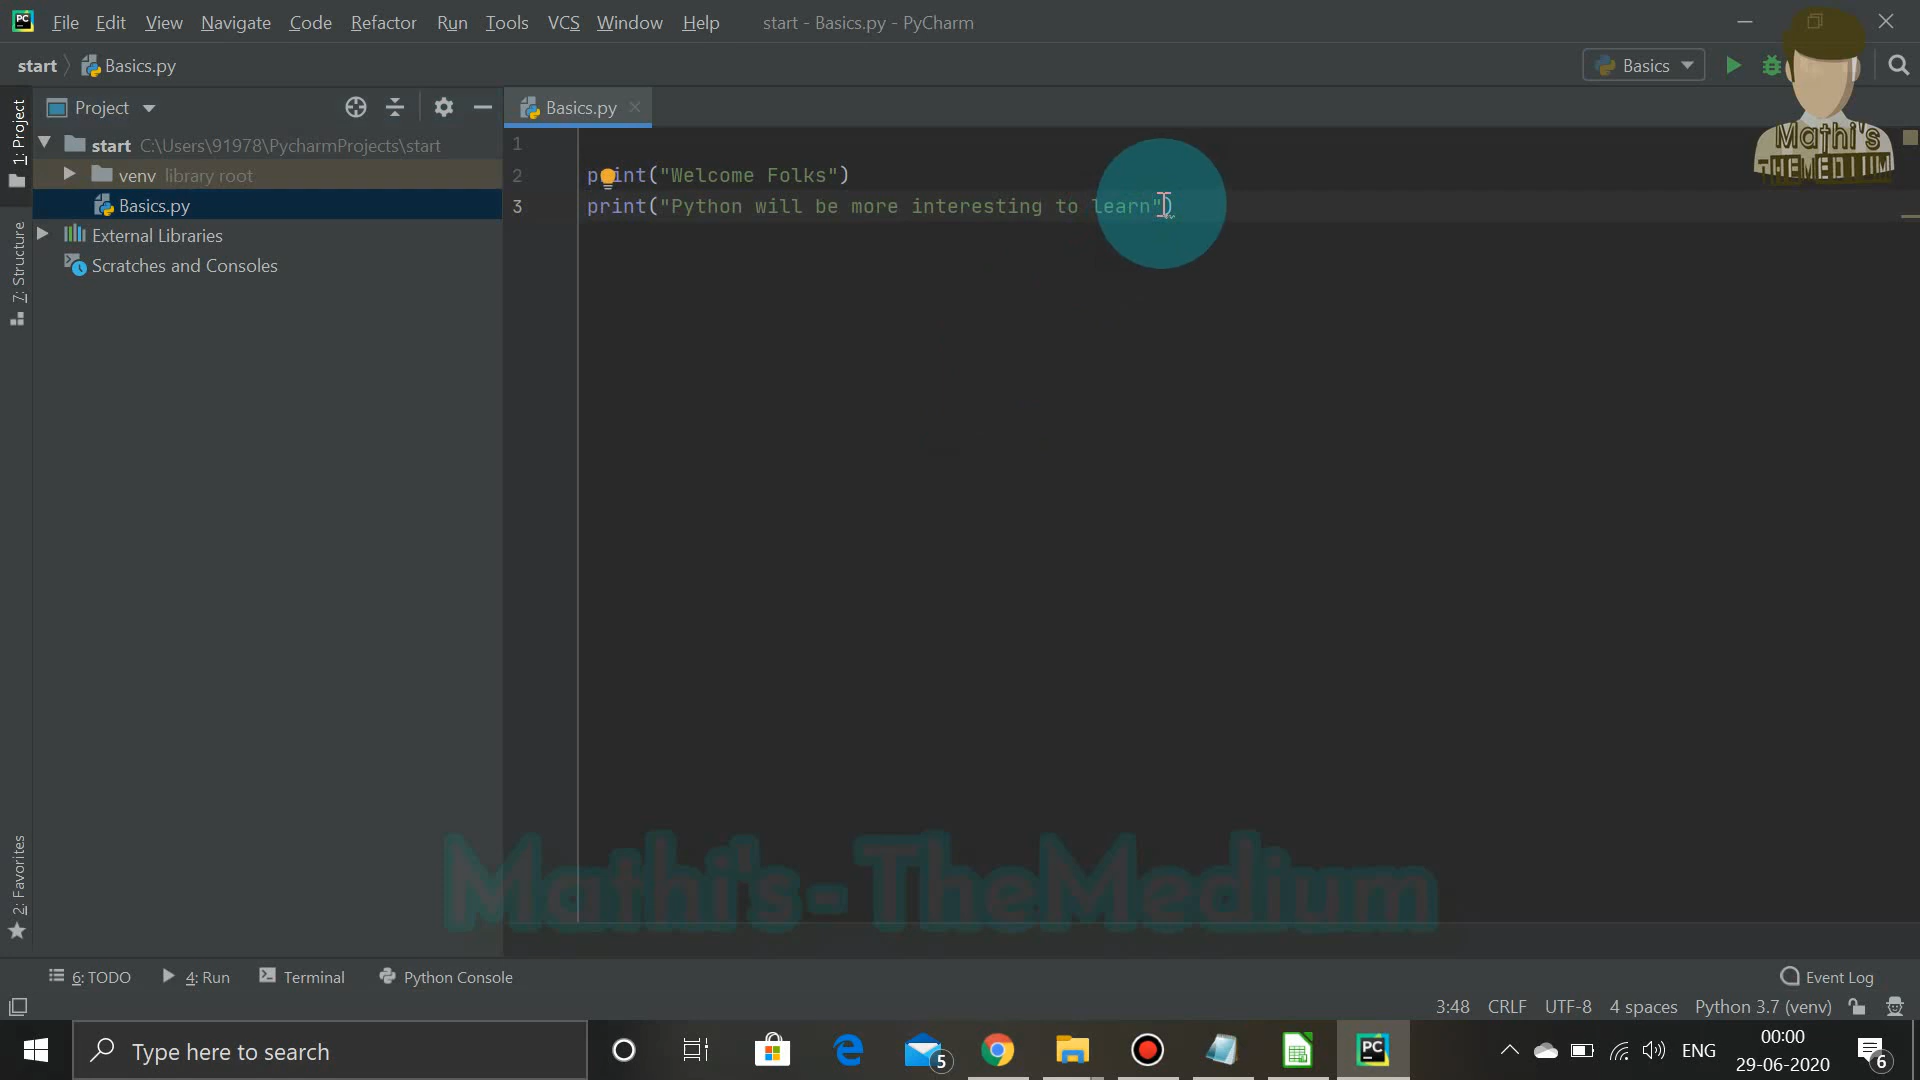 File Edit View Navigate Code Refactor Run Tools VCS Window Help start - Basics.py - PyCharm
start Basics.py Basics
Project Basics.py
1: Project
7: Structure
2: Favorites
start C:\Users\91978\PycharmProjects\start
venv library root
Basics.py
External Libraries
Scratches and Consoles
1
2 print("Welcome Folks")
3 print("Python will be more interesting to learn")
Mathi's
THEMEDIUM
Mathi's - TheMedium
6: TODO 4: Run Terminal Python Console Event Log
3:48 CRLF UTF-8 4 spaces Python 3.7 (venv)
Type here to search 5 PC ENG 00:00
29-06-2020 6